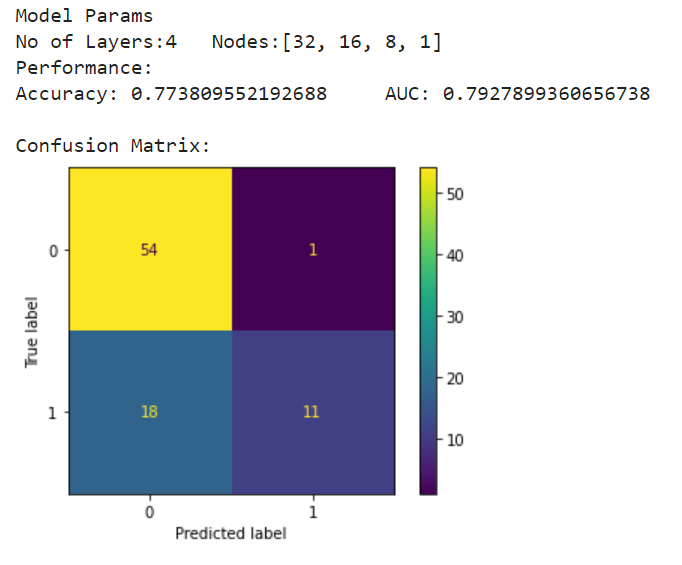 Model Params
No of Layers:4   Nodes:[32, 16, 8, 1]
Performance:
Accuracy: 0.773809552192688     AUC: 0.7927899360656738
Confusion Matrix:
50
0
54
1
40
True label
30
20
1
18
11
10
0
1
Predicted label